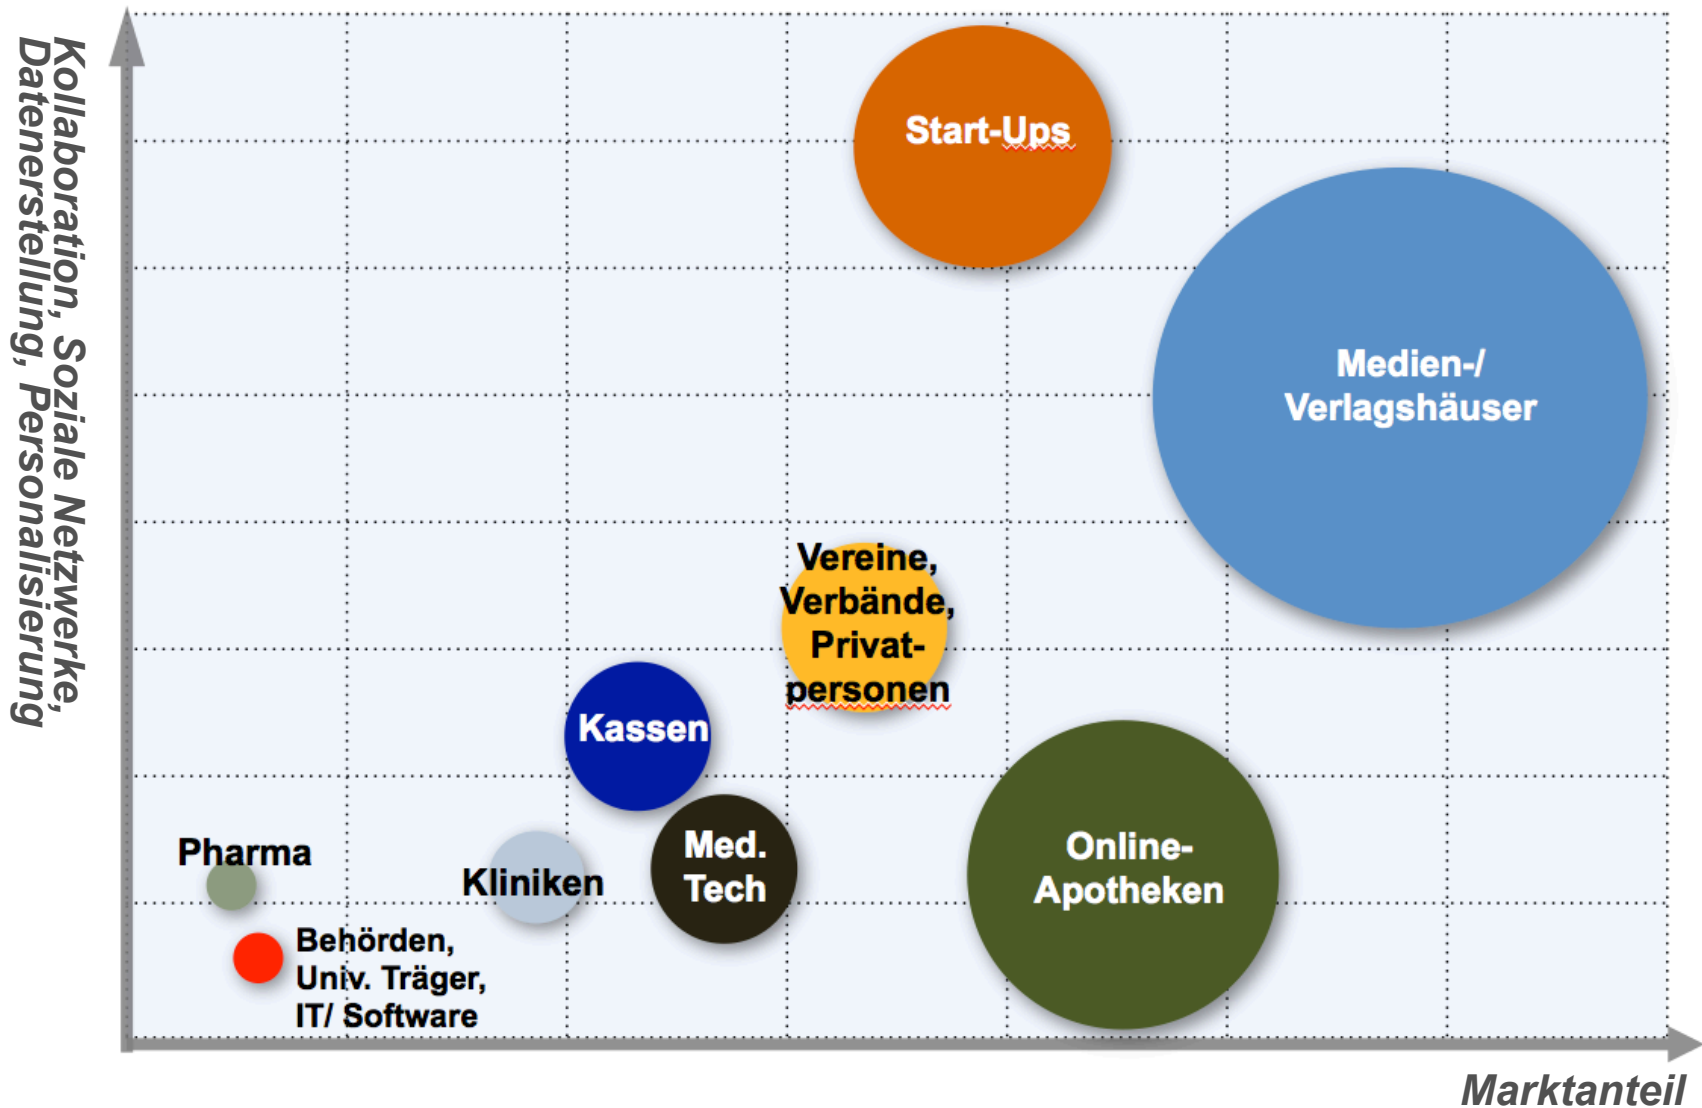 Kollaboration, Soziale Netzwerke,
Datenerstellung, Personalisierung
Start-Ups
Medien-/
Verlagshäuser
Vereine,
Verbände,
Privat-
personen
Kassen
Med.
Tech
Online-
Apotheken
Pharma
Kliniken
Behörden,
Univ. Träger,
IT/ Software
Marktanteil